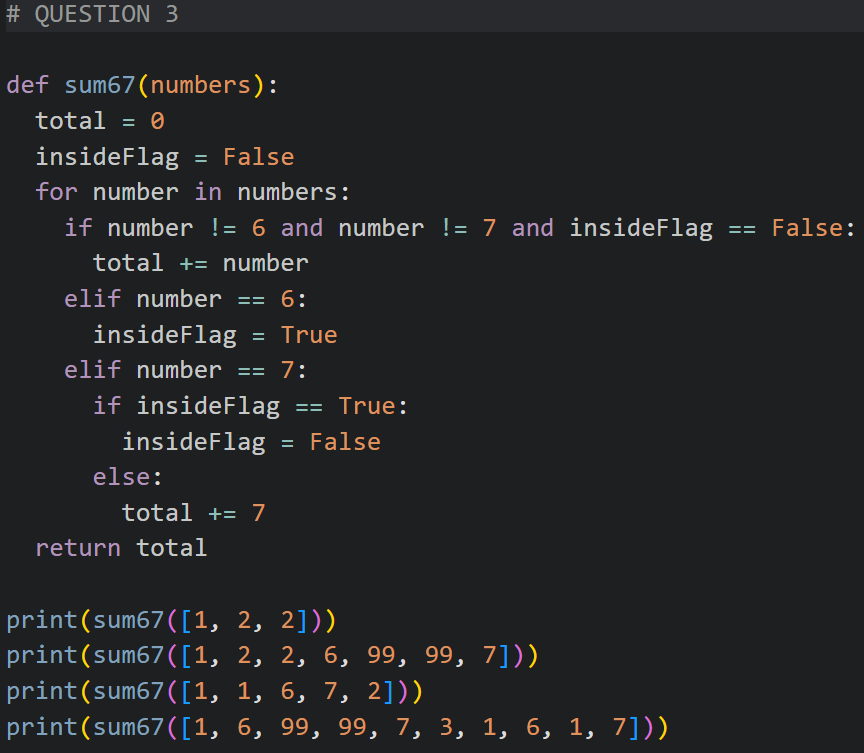 # QUESTION 3

def sum67(numbers):
  total = 0
  insideFlag = False
  for number in numbers:
    if number != 6 and number != 7 and insideFlag == False:
      total += number
    elif number == 6:
      insideFlag = True
    elif number == 7:
      if insideFlag == True:
        insideFlag = False
      else:
        total += 7
  return total

print(sum67([1, 2, 2]))
print(sum67([1, 2, 2, 6, 99, 99, 7]))
print(sum67([1, 1, 6, 7, 2]))
print(sum67([1, 6, 99, 99, 7, 3, 1, 6, 1, 7]))